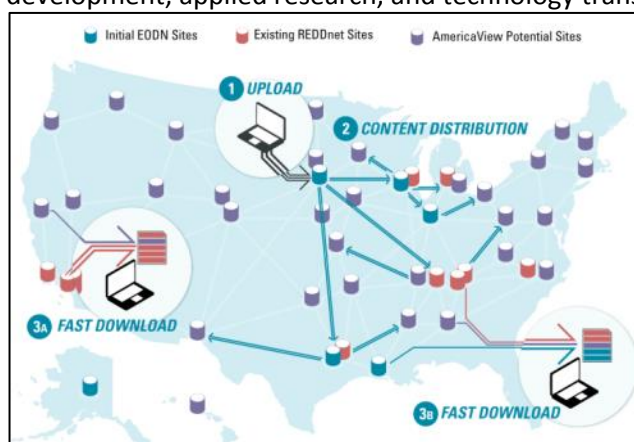 development, applied research, and technology trans
Initial EODN Sites Existing REDDnet Sites AmericaView Potential Sites
1 UPLOAD
2 CONTENT DISTRIBUTION
3A FAST DOWNLOAD
3B FAST DOWNLOAD